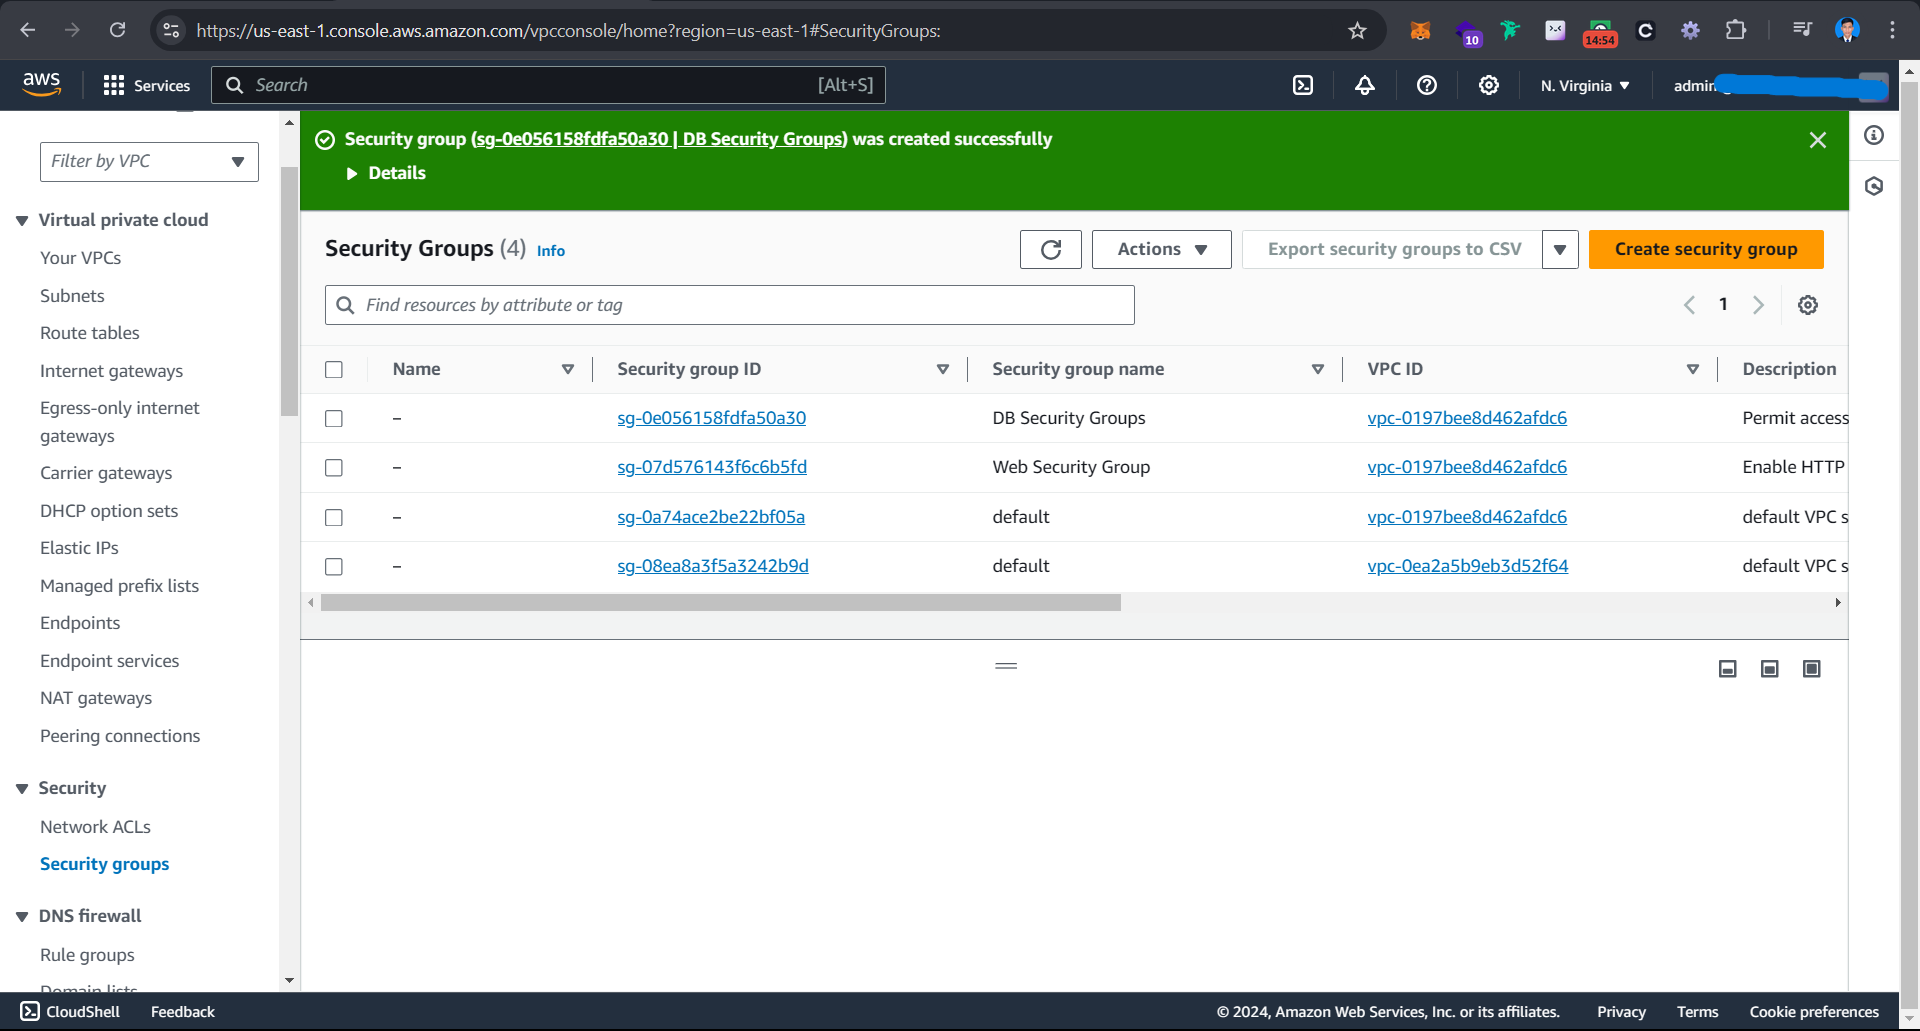 https://us-east-1.console.aws.amazon.com/vpcconsole/home?region=us-east-1#SecurityGroups:
10
14:54
aws
Services
Search
[Alt+S]
N. Virginia
admin
Filter by VPC
Virtual private cloud
Your VPCs
Subnets
Route tables
Internet gateways
Egress-only internet
gateways
Carrier gateways
DHCP option sets
Elastic IPs
Managed prefix lists
Endpoints
Endpoint services
NAT gateways
Peering connections
Security
Network ACLs
Security groups
DNS firewall
Rule groups
Domain lists
Security group (sg-0e056158fdfa50a30 | DB Security Groups) was created successfully
Details
Security Groups (4) Info
Actions
Export security groups to CSV
Create security group
Find resources by attribute or tag
1
Name Security group ID Security group name VPC ID Description
– sg-0e056158fdfa50a30 DB Security Groups vpc-0197bee8d462afdc6 Permit access
– sg-07d576143f6c6b5fd Web Security Group vpc-0197bee8d462afdc6 Enable HTTP
– sg-0a74ace2be22bf05a default vpc-0197bee8d462afdc6 default VPC s
– sg-08ea8a3f5a3242b9d default vpc-0ea2a5b9eb3d52f64 default VPC s
CloudShell Feedback © 2024, Amazon Web Services, Inc. or its affiliates. Privacy Terms Cookie preferences